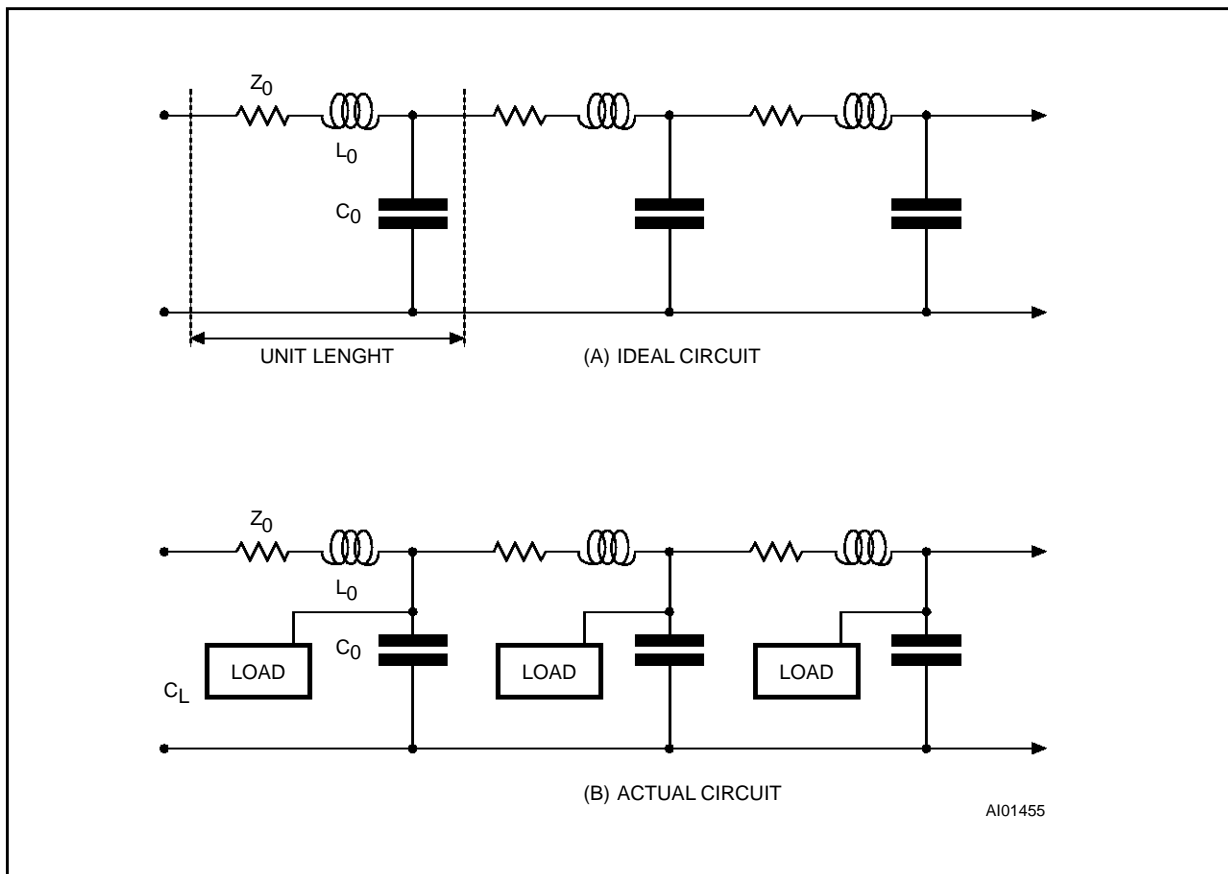 Z0
L0
C0
UNIT LENGHT
(A) IDEAL CIRCUIT
Z0
L0
C0
LOAD
LOAD
LOAD
CL
(B) ACTUAL CIRCUIT
AI01455